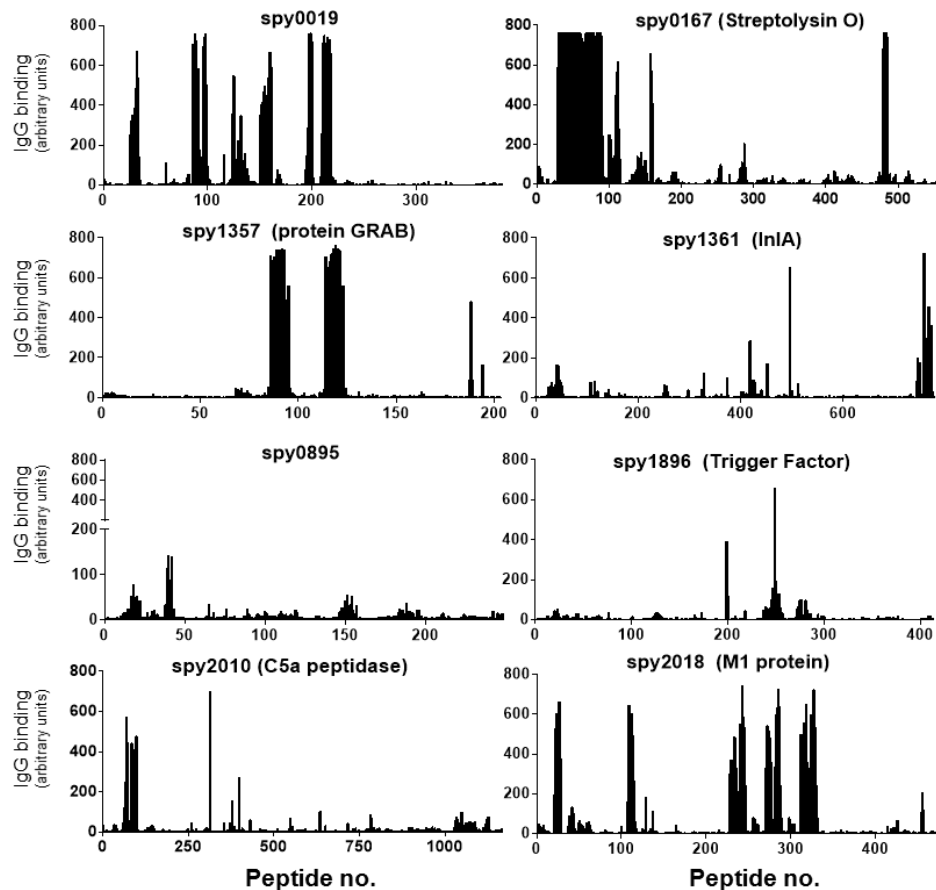 spy0019
IgG binding
(arbitrary units)
800
600
400
200
0
0 100 200 300
spy0167 (Streptolysin O)
800
600
400
200
0
0 100 200 300 400 500
spy1357 (protein GRAB)
IgG binding
(arbitrary units)
800
600
400
200
0
0 50 100 150 200
spy1361 (InlA)
800
600
400
200
0
0 200 400 600
spy0895
IgG binding
(arbitrary units)
800
600
400
200
100
0
0 50 100 150 200
spy1896 (Trigger Factor)
800
600
400
200
0
0 100 200 300 400
spy2010 (C5a peptidase)
IgG binding
(arbitrary units)
800
600
400
200
0
0 250 500 750 1000
Peptide no.
spy2018 (M1 protein)
800
600
400
200
0
0 100 200 300 400
Peptide no.